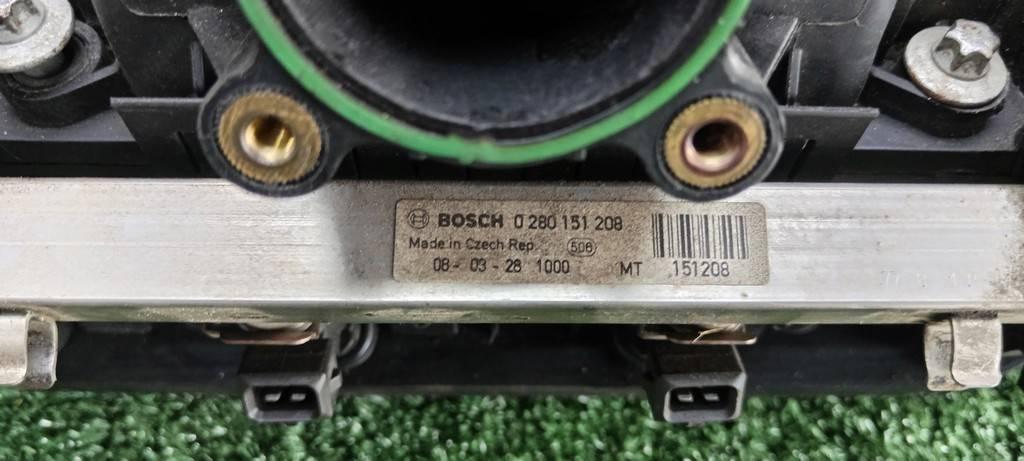 BOSCH 0 280 151 208
Made in Czech Rep. 506
08 - 03 - 28 1000 MT 151208